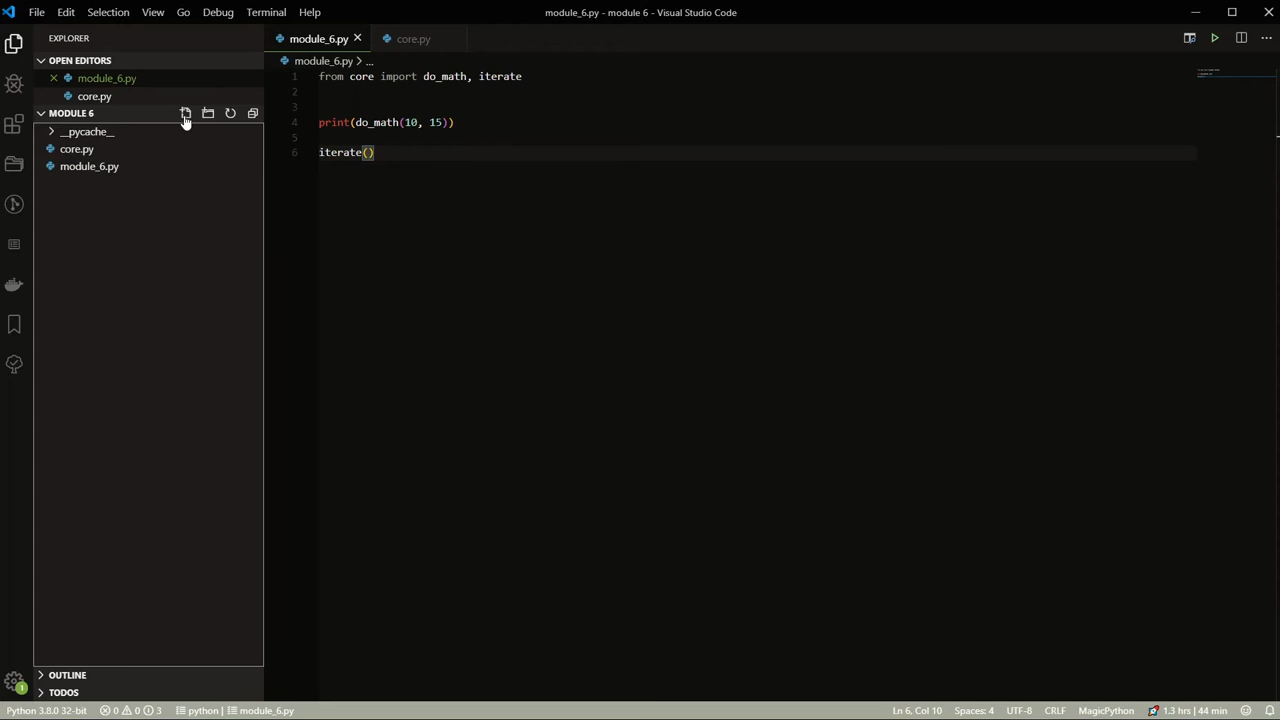 File Edit Selection View Go Debug Terminal Help
module_6.py - module 6 - Visual Studio Code
EXPLORER
OPEN EDITORS
module_6.py
core.py
MODULE 6
__pycache__
core.py
module_6.py
OUTLINE
TODOS
module_6.py
core.py
module_6.py > ...
1 from core import do_math, iterate
2
3
4 print(do_math(10, 15))
5
6 iterate()
1
Python 3.8.0 32-bit 0 0 3 python | module_6.py Ln 6, Col 10 Spaces: 4 UTF-8 CRLF MagicPython 1.3 hrs | 44 min